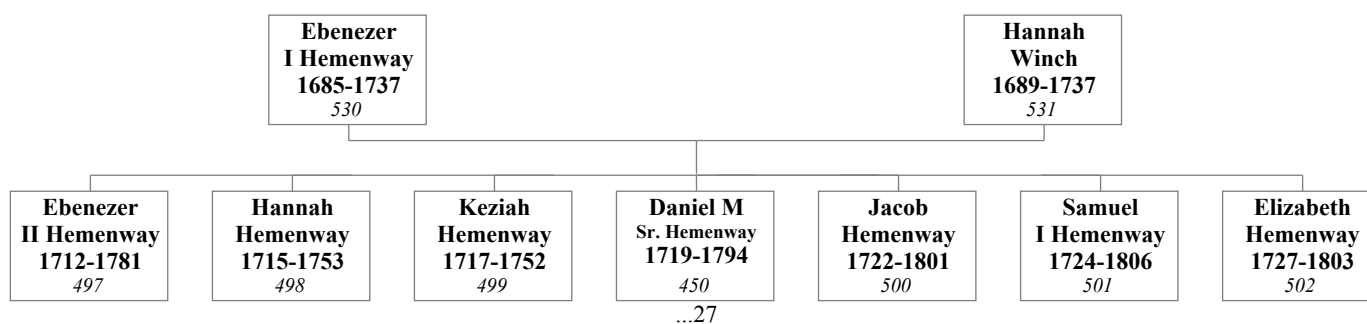 Ebenezer
I Hemenway
1685-1737
530
Hannah
Winch
1689-1737
531
Ebenezer
II Hemenway
1712-1781
497
Hannah
Hemenway
1715-1753
498
Keziah
Hemenway
1717-1752
499
Daniel M
Sr. Hemenway
1719-1794
450
...27
Jacob
Hemenway
1722-1801
500
Samuel
I Hemenway
1724-1806
501
Elizabeth
Hemenway
1727-1803
502